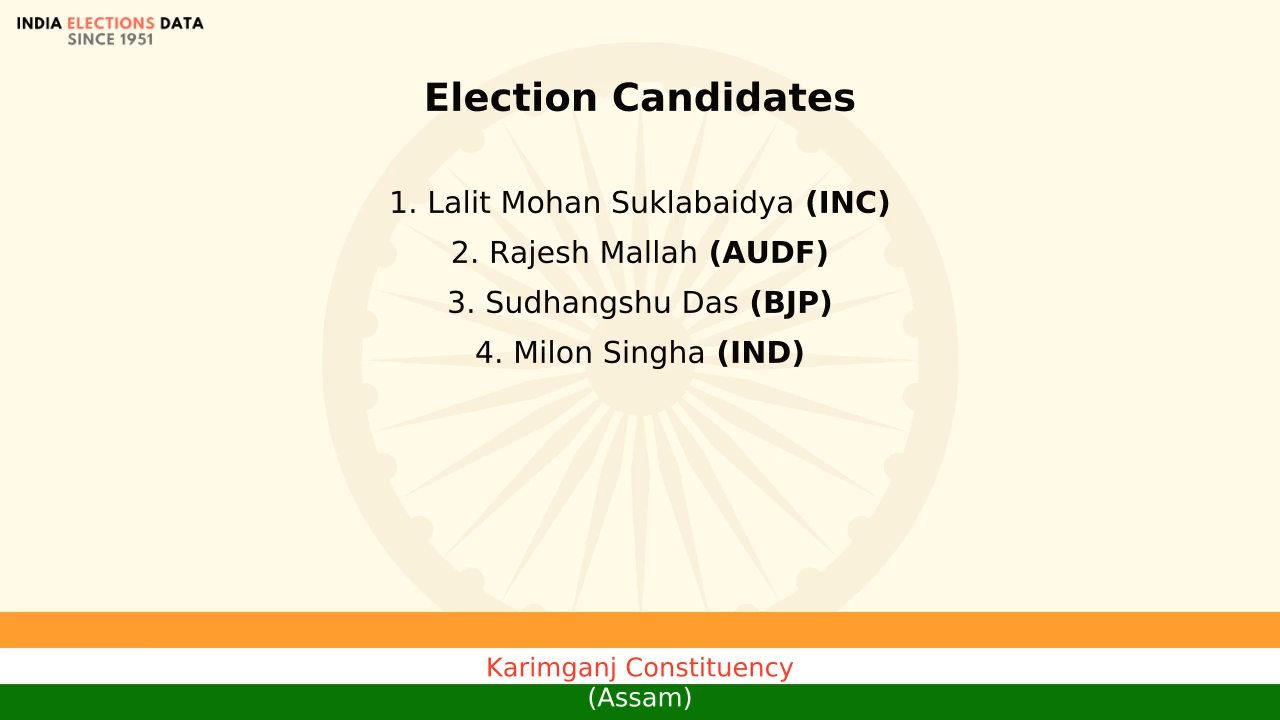 INDIA ELECTIONS DATA
SINCE 1951
Election Candidates
1. Lalit Mohan Suklabaidya (INC)
2. Rajesh Mallah (AUDF)
3. Sudhangshu Das (BJP)
4. Milon Singha (IND)
Karimganj Constituency
(Assam)